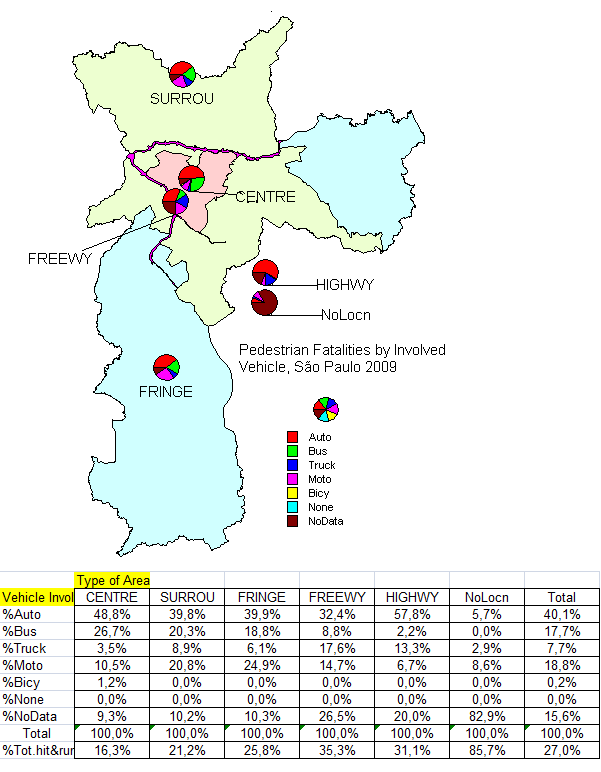 SURROU
CENTRE
FREEWY
HIGHWY
NoLocn
Pedestrian Fatalities by Involved
Vehicle, São Paulo 2009
FRINGE
Auto
Bus
Truck
Moto
Bicy
None
NoData
Type of Area
Vehicle Invol CENTRE SURROU FRINGE FREEWY HIGHWY NoLocn Total
%Auto 48,8% 39,8% 39,9% 32,4% 57,8% 5,7% 40,1%
%Bus 26,7% 20,3% 18,8% 8,8% 2,2% 0,0% 17,7%
%Truck 3,5% 8,9% 6,1% 17,6% 13,3% 2,9% 7,7%
%Moto 10,5% 20,8% 24,9% 14,7% 6,7% 8,6% 18,8%
%Bicy 1,2% 0,0% 0,0% 0,0% 0,0% 0,0% 0,2%
%None 0,0% 0,0% 0,0% 0,0% 0,0% 0,0% 0,0%
%NoData 9,3% 10,2% 10,3% 26,5% 20,0% 82,9% 15,6%
Total 100,0% 100,0% 100,0% 100,0% 100,0% 100,0% 100,0%
%Tot.hit&run 16,3% 21,2% 25,8% 35,3% 31,1% 85,7% 27,0%